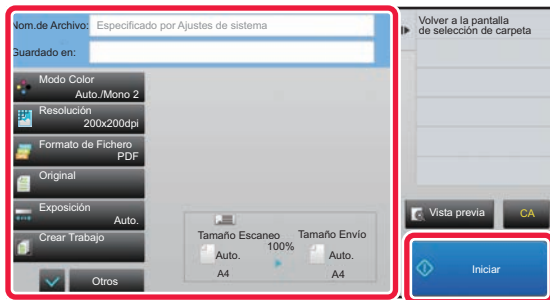 Nom.de Archivo: Especificado por Ajustes de sistema
Guardado en:
Modo Color
Auto./Mono 2
Resolución
200x200dpi
Formato de Fichero
PDF
Original
Exposición
Auto.
Crear Trabajo
Otros
Tamaño Escaneo
100%
Tamaño Envio
Auto.
A4
Auto.
A4
Volver a la pantalla
de selección de carpeta
Vista previa
CA
Iniciar